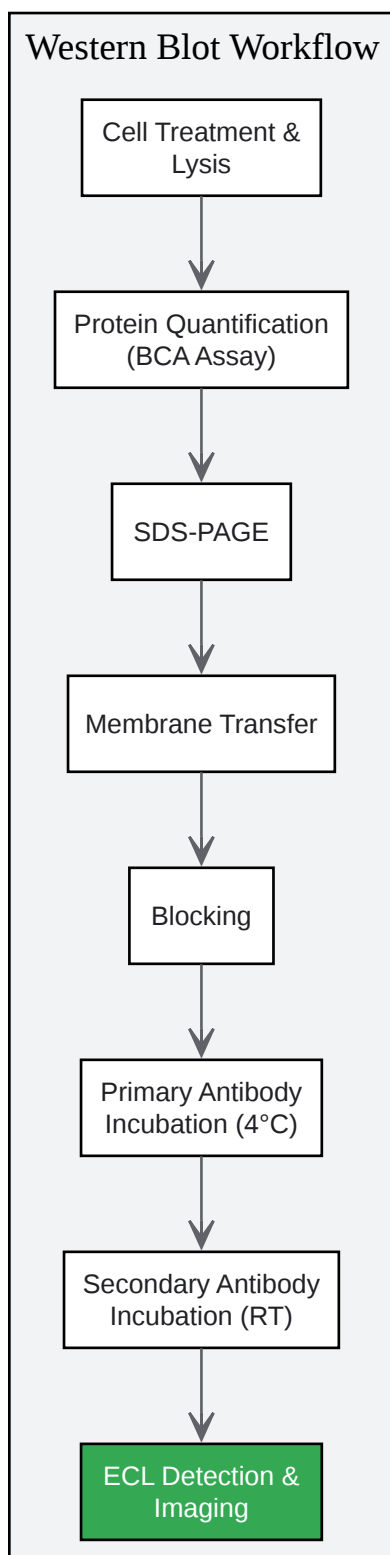 Western Blot Workflow
Cell Treatment &
Lysis
Protein Quantification
(BCA Assay)
SDS-PAGE
Membrane Transfer
Blocking
Primary Antibody
Incubation (4°C)
Secondary Antibody
Incubation (RT)
ECL Detection &
Imaging